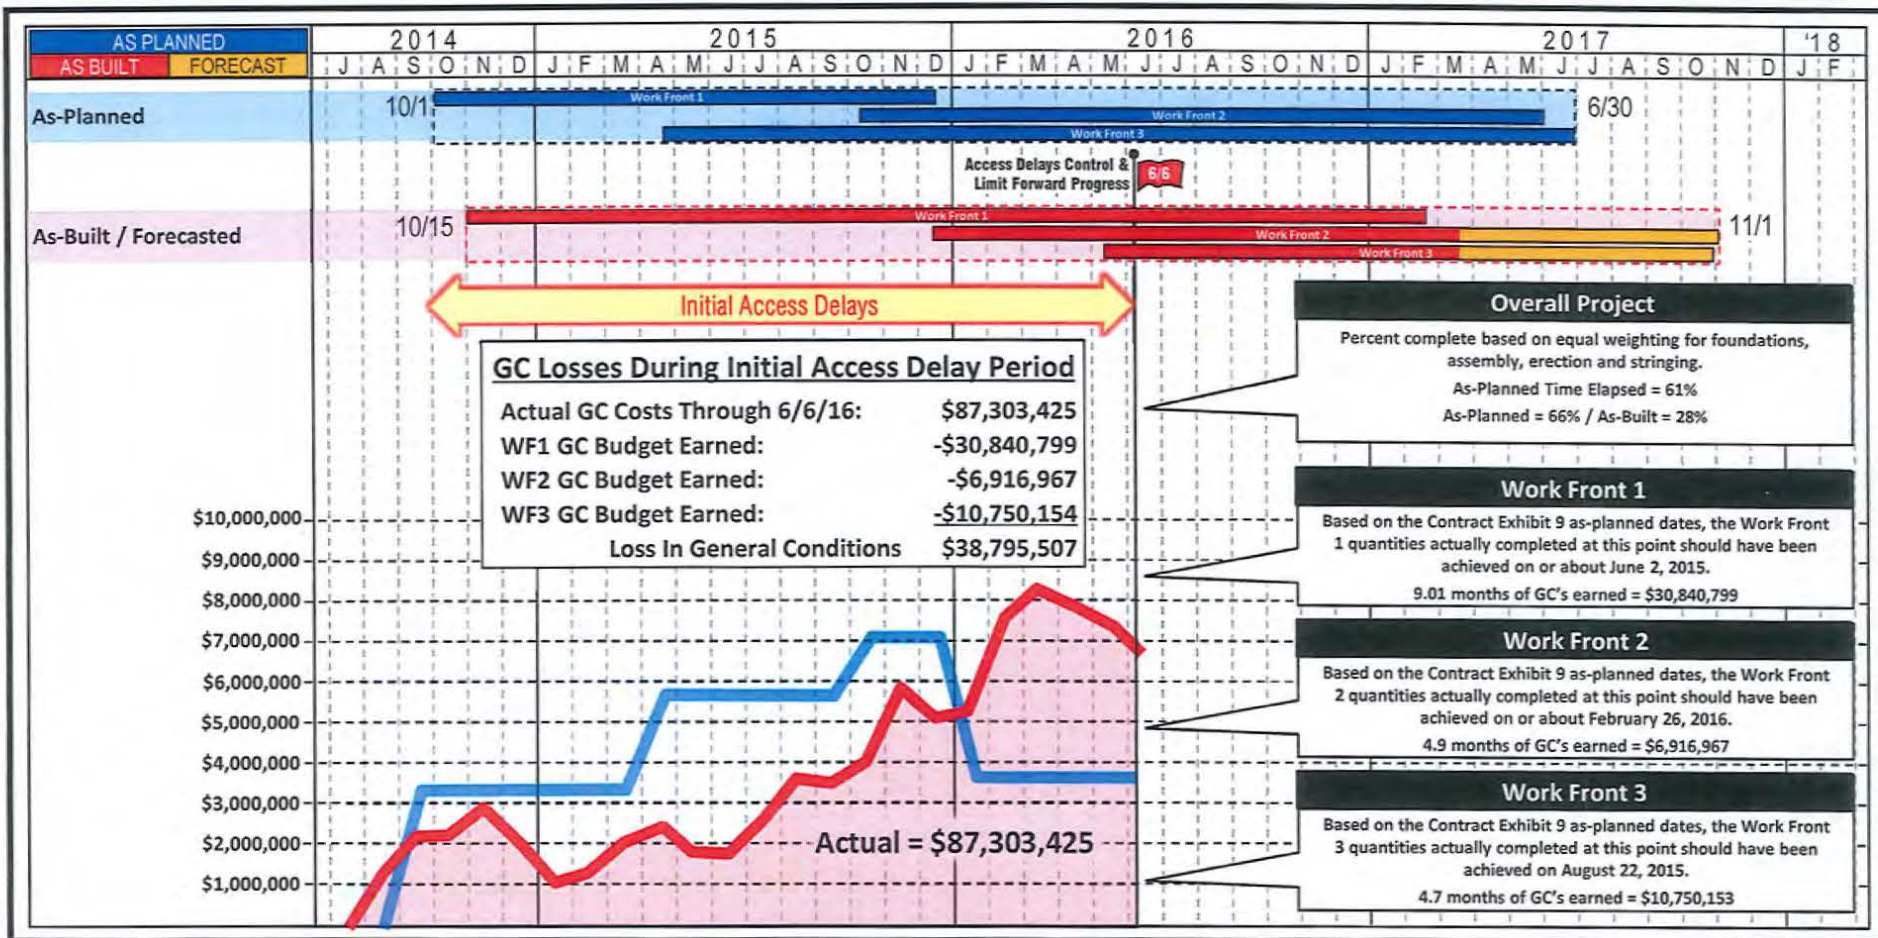 AS PLANNED
AS BUILT FORECAST
2014 2015 2016 2017 '18
J A S O N D J F M A M J J A S O N D J F M A M J J A S O N D J F M A M J J A S O N D J F
As-Planned
10/1
Work Front 1
Work Front 2
Work Front 3
6/30
Access Delays Control &
Limit Forward Progress
6/6
As-Built / Forecasted
10/15
Work Front 1
Work Front 2
Work Front 3
11/1
Initial Access Delays
GC Losses During Initial Access Delay Period
Actual GC Costs Through 6/6/16: $87,303,425
WF1 GC Budget Earned: -$30,840,799
WF2 GC Budget Earned: -$6,916,967
WF3 GC Budget Earned: -$10,750,154
Loss In General Conditions $38,795,507
Overall Project
Percent complete based on equal weighting for foundations,
assembly, erection and stringing.
As-Planned Time Elapsed = 61%
As-Planned = 66% / As-Built = 28%
Work Front 1
Based on the Contract Exhibit 9 as-planned dates, the Work Front
1 quantities actually completed at this point should have been
achieved on or about June 2, 2015.
9.01 months of GC's earned = $30,840,799
Work Front 2
Based on the Contract Exhibit 9 as-planned dates, the Work Front
2 quantities actually completed at this point should have been
achieved on or about February 26, 2016.
4.9 months of GC's earned = $6,916,967
Work Front 3
Based on the Contract Exhibit 9 as-planned dates, the Work Front
3 quantities actually completed at this point should have been
achieved on August 22, 2015.
4.7 months of GC's earned = $10,750,153
$10,000,000
$9,000,000
$8,000,000
$7,000,000
$6,000,000
$5,000,000
$4,000,000
$3,000,000
$2,000,000
$1,000,000
Actual = $87,303,425